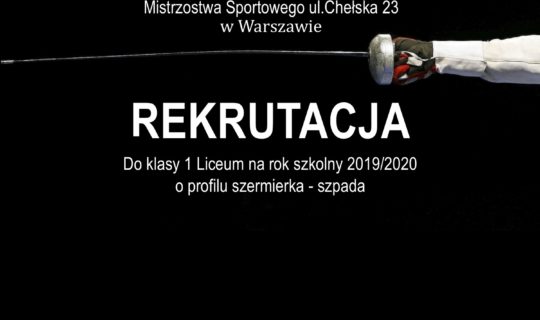 Mistrzostwa Sportowego ul.Chełska 23
w Warszawie
REKRUTACJA
Do klasy 1 Liceum na rok szkolny 2019/2020
o profilu szermierka - szpada